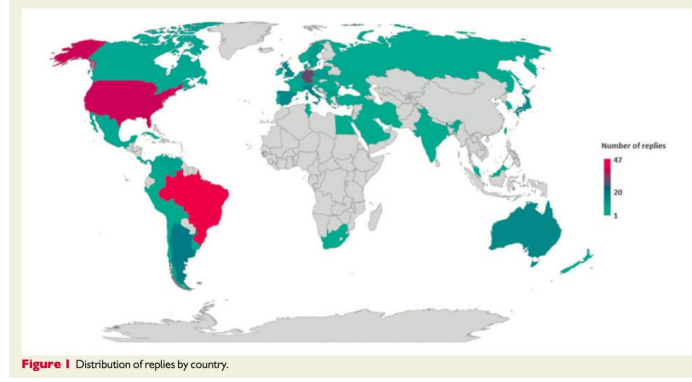 Number of replies
47
20
1
Figure 1 Distribution of replies by country.